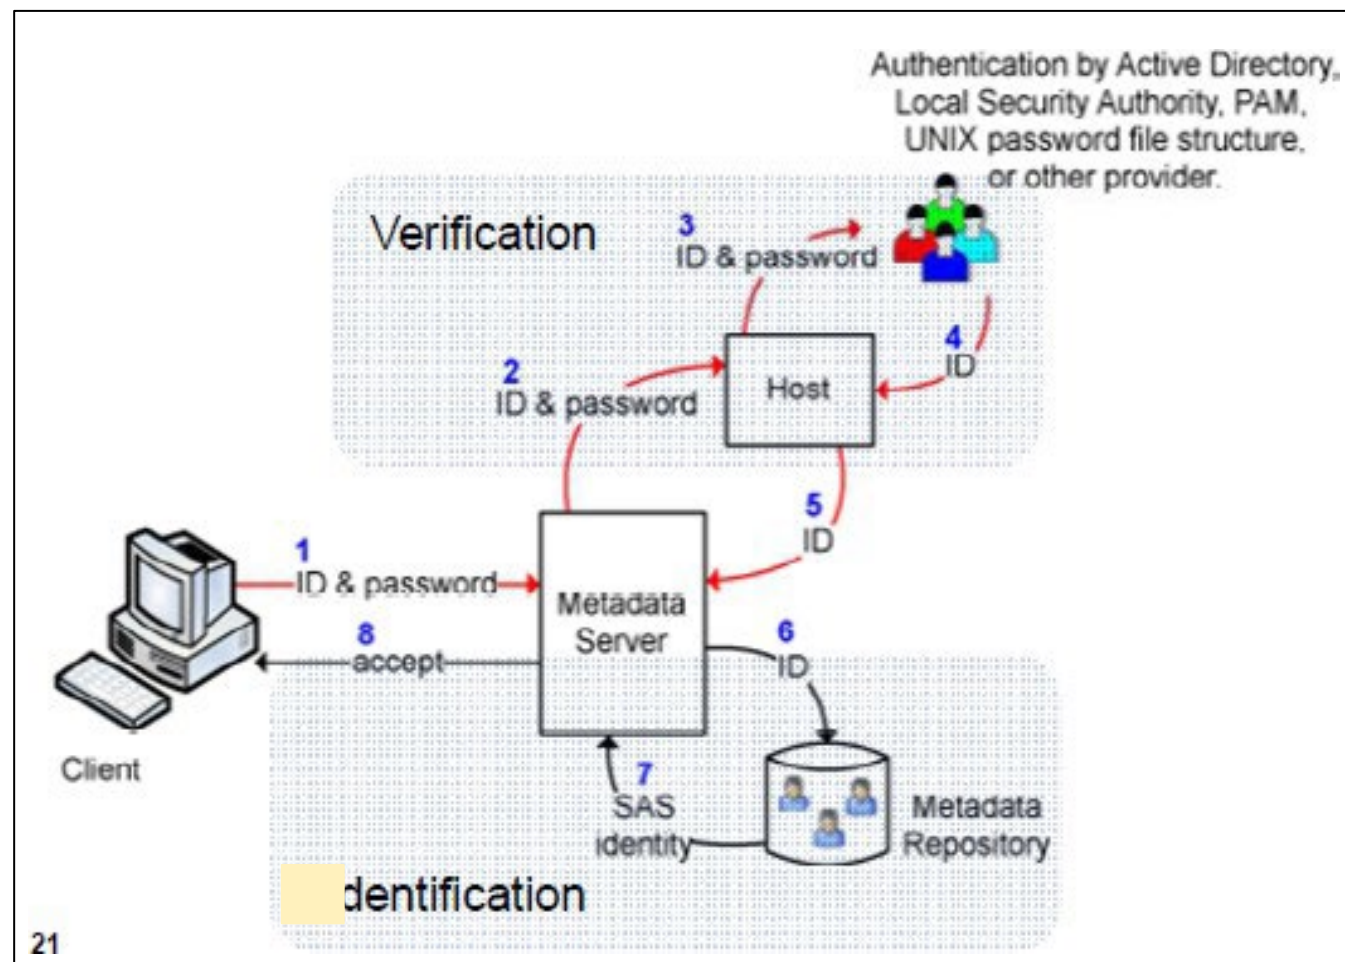 Authentication by Active Directory,
Local Security Authority, PAM,
UNIX password file structure,
or other provider.
Verification
3
ID & password
4
ID
2
ID & password
Host
5
ID
1
ID & password
Metadata
Server
8
accept
6
ID
Client
7
SAS
identity
Metadata
Repository
dentification
21